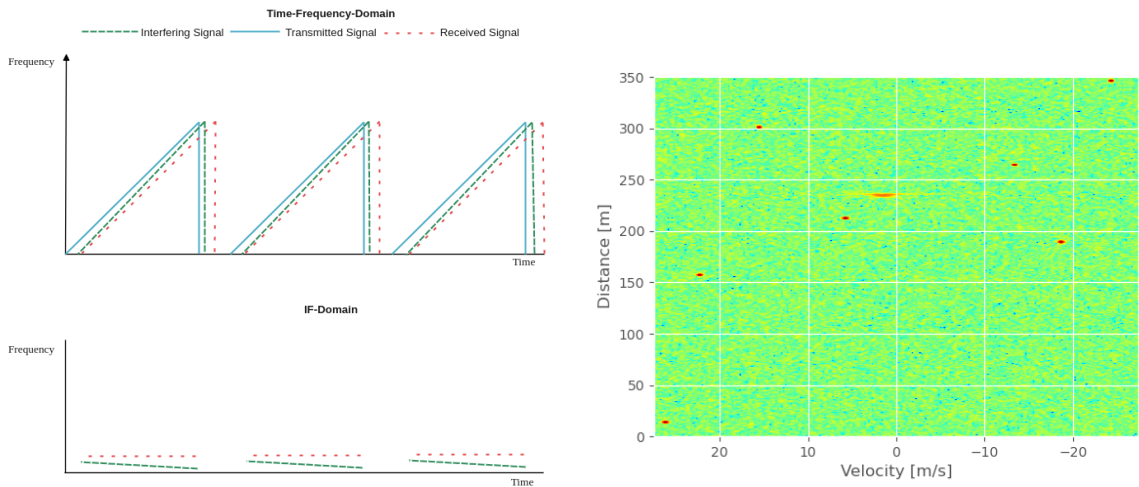 Time-Frequency-Domain
Interfering Signal Transmitted Signal Received Signal
Frequency
Time
IF-Domain
Frequency
Time
350
300
250
200
150
100
50
0
Distance [m]
20 10 0 −10 −20
Velocity [m/s]